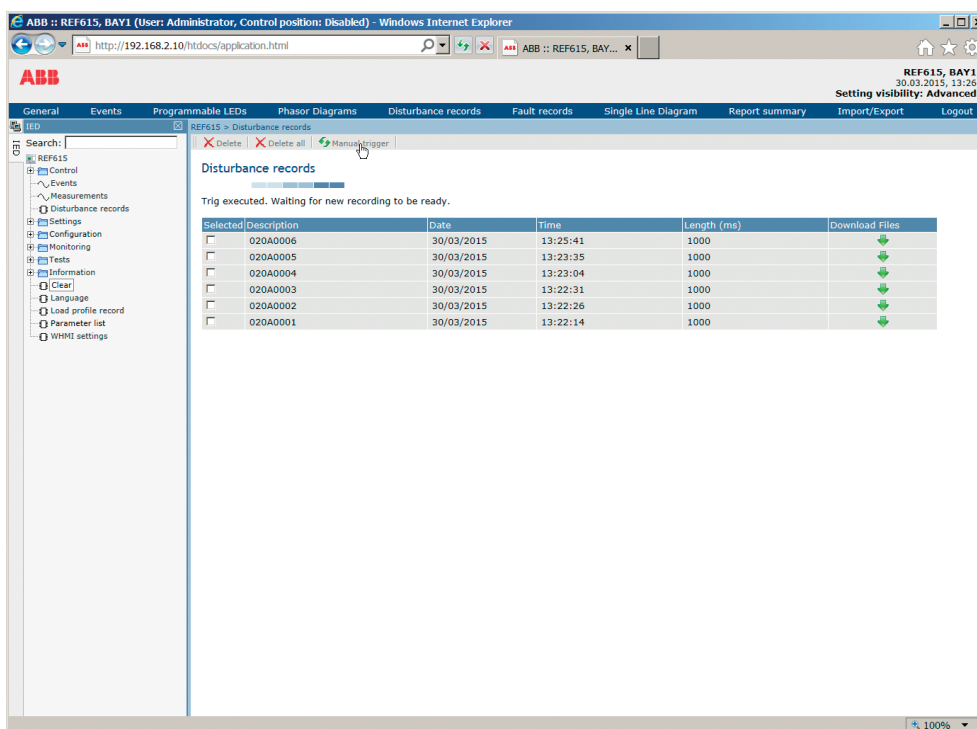 ABB :: REF615, BAY1 (User: Administrator, Control position: Disabled) - Windows Internet Explorer
ABB http://192.168.2.10/htdocs/application.html ABB ABB :: REF615, BAY... ×
ABB
REF615, BAY1
30.03.2015, 13:26
Setting visibility: Advanced
General Events Programmable LEDs Phasor Diagrams Disturbance records Fault records Single Line Diagram Report summary Import/Export Logout
IED
REF615 > Disturbance records
IED
Search:
REF615
Control
Events
Measurements
Disturbance records
Settings
Configuration
Monitoring
Tests
Information
Clear
Language
Load profile record
Parameter list
WHMI settings
Delete Delete all Manual trigger
Disturbance records
Trig executed. Waiting for new recording to be ready.
Selected Description Date Time Length (ms) Download Files
020A0006 30/03/2015 13:25:41 1000
020A0005 30/03/2015 13:23:35 1000
020A0004 30/03/2015 13:23:04 1000
020A0003 30/03/2015 13:22:31 1000
020A0002 30/03/2015 13:22:26 1000
020A0001 30/03/2015 13:22:14 1000
100%